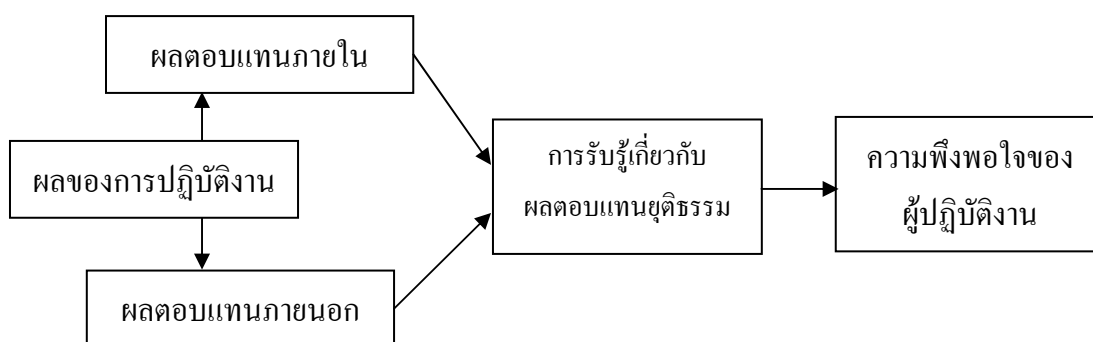 ผลตอบแทนภายใน
ผลของการปฏิบัติงาน
ผลตอบแทนภายนอก
การรับรู้เกี่ยวกับ
ผลตอบแทนยุติธรรม
ความพึงพอใจของ
ผู้ปฏิบัติงาน